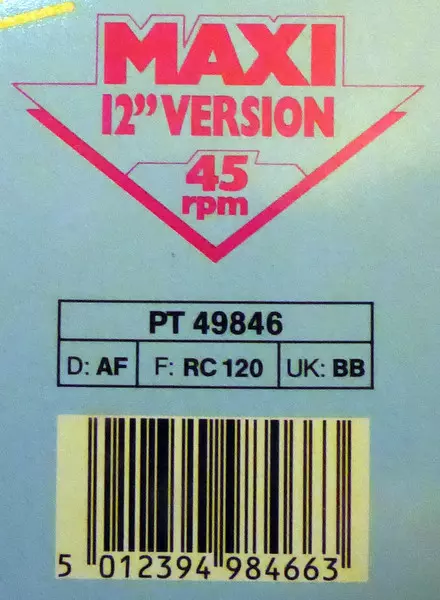 MAXI
12” VERSION
45
rpm
PT 49846
D: AF F: RC 120 UK: BB
5 012394 984663